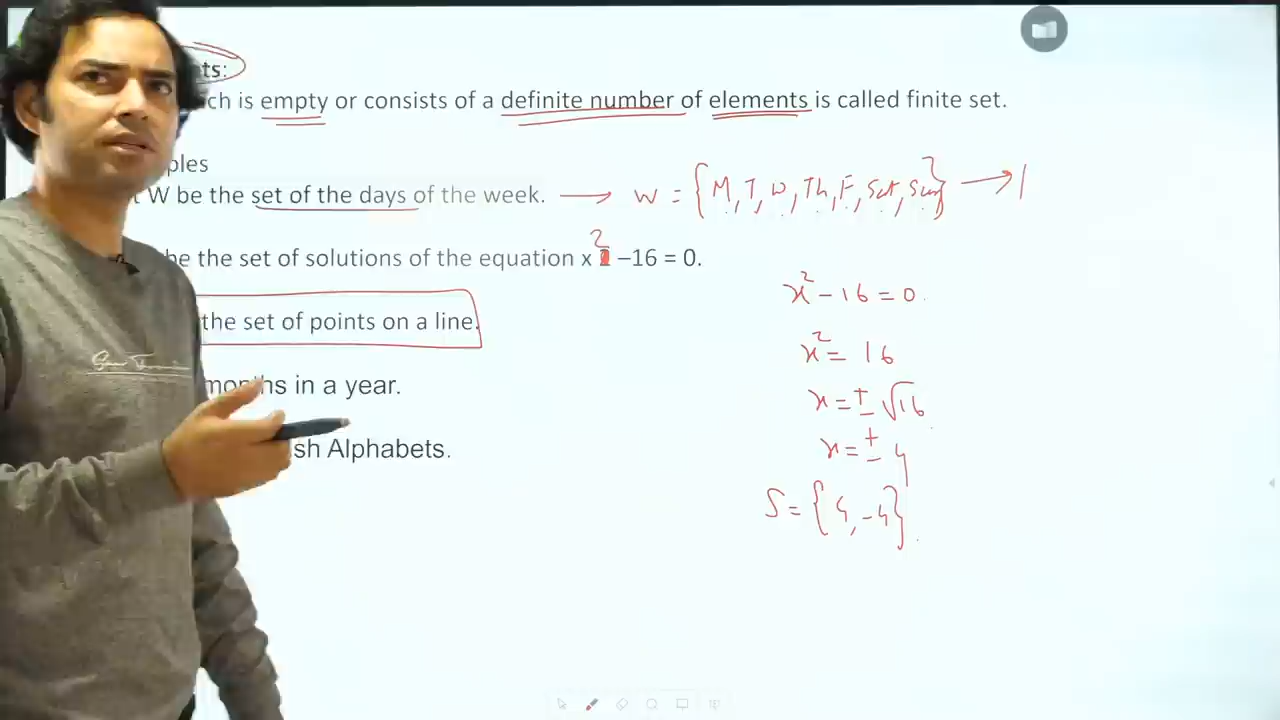 ts:
ch is empty or consists of a definite number of elements is called finite set.
ples
W be the set of the days of the week. → W = {M, T, W, Th, F, Sat, Sun} →
be the set of solutions of the equation x 2 –16 = 0.
x² – 16 = 0.
the set of points on a line.
x² = 16
months in a year.
x = ± √16
sh Alphabets.
x = ± 4
S = {4, -4}